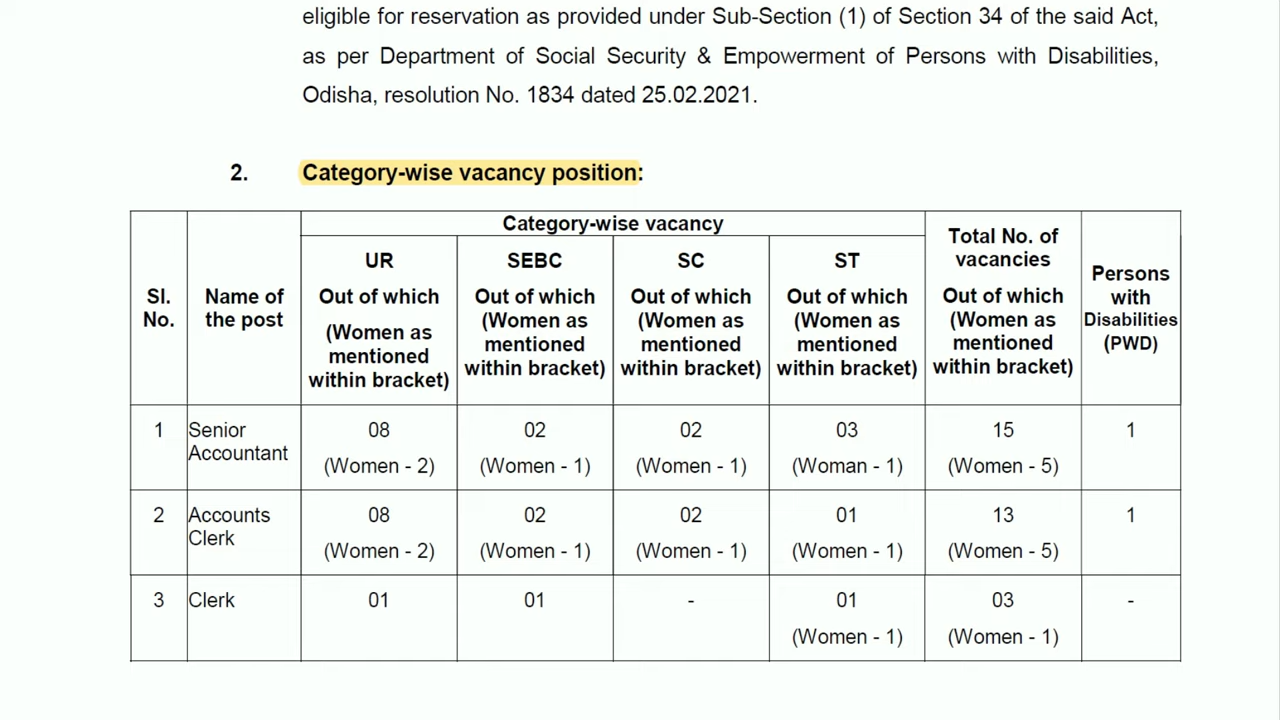 eligible for reservation as provided under Sub-Section (1) of Section 34 of the said Act,
as per Department of Social Security & Empowerment of Persons with Disabilities,
Odisha, resolution No. 1834 dated 25.02.2021.
2. Category-wise vacancy position:
Sl. No.
Name of the post
Category-wise vacancy
UR
Out of which
(Women as
mentioned
within bracket)
SEBC
Out of which
(Women as
mentioned
within bracket)
SC
Out of which
(Women as
mentioned
within bracket)
ST
Out of which
(Women as
mentioned
within bracket)
Total No. of
vacancies
Out of which
(Women as
mentioned
within bracket)
Persons
with
Disabilities
(PWD)
1 Senior Accountant 08 02 02 03 15 1
(Women - 2) (Women - 1) (Women - 1) (Woman - 1) (Women - 5)
2 Accounts Clerk 08 02 02 01 13 1
(Women - 2) (Women - 1) (Women - 1) (Women - 1) (Women - 5)
3 Clerk 01 01 - 01 03 -
(Women - 1) (Women - 1)